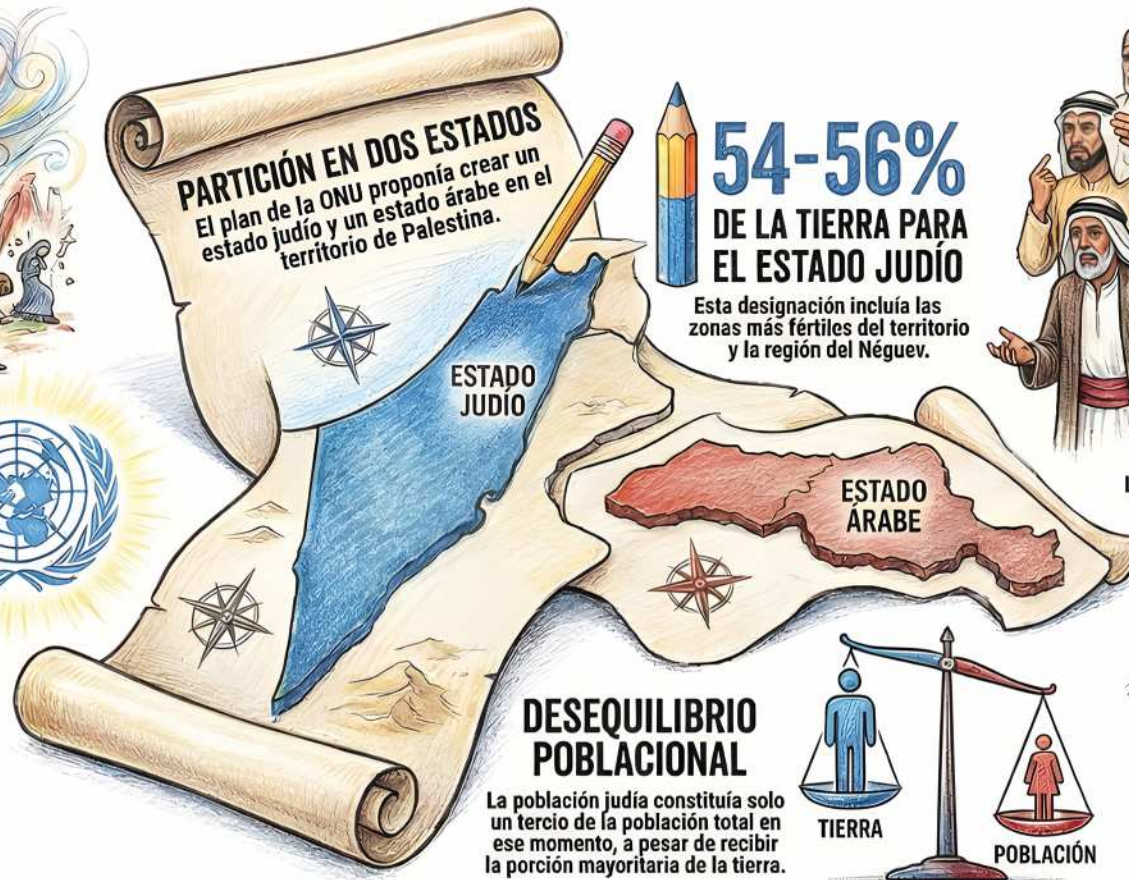 PARTICIÓN EN DOS ESTADOS
El plan de la ONU proponía crear un
estado judío y un estado árabe en el
territorio de Palestina.
54-56%
DE LA TIERRA PARA
EL ESTADO JUDÍO
Esta designación incluía las
zonas más fértiles del territorio
y la región del Néguev.
ESTADO
JUDÍO
ESTADO
ÁRABE
DESEQUILIBRIO
POBLACIONAL
La población judía constituía solo
un tercio de la población total en
ese momento, a pesar de recibir
la porción mayoritaria de la tierra.
TIERRA
POBLACIÓN